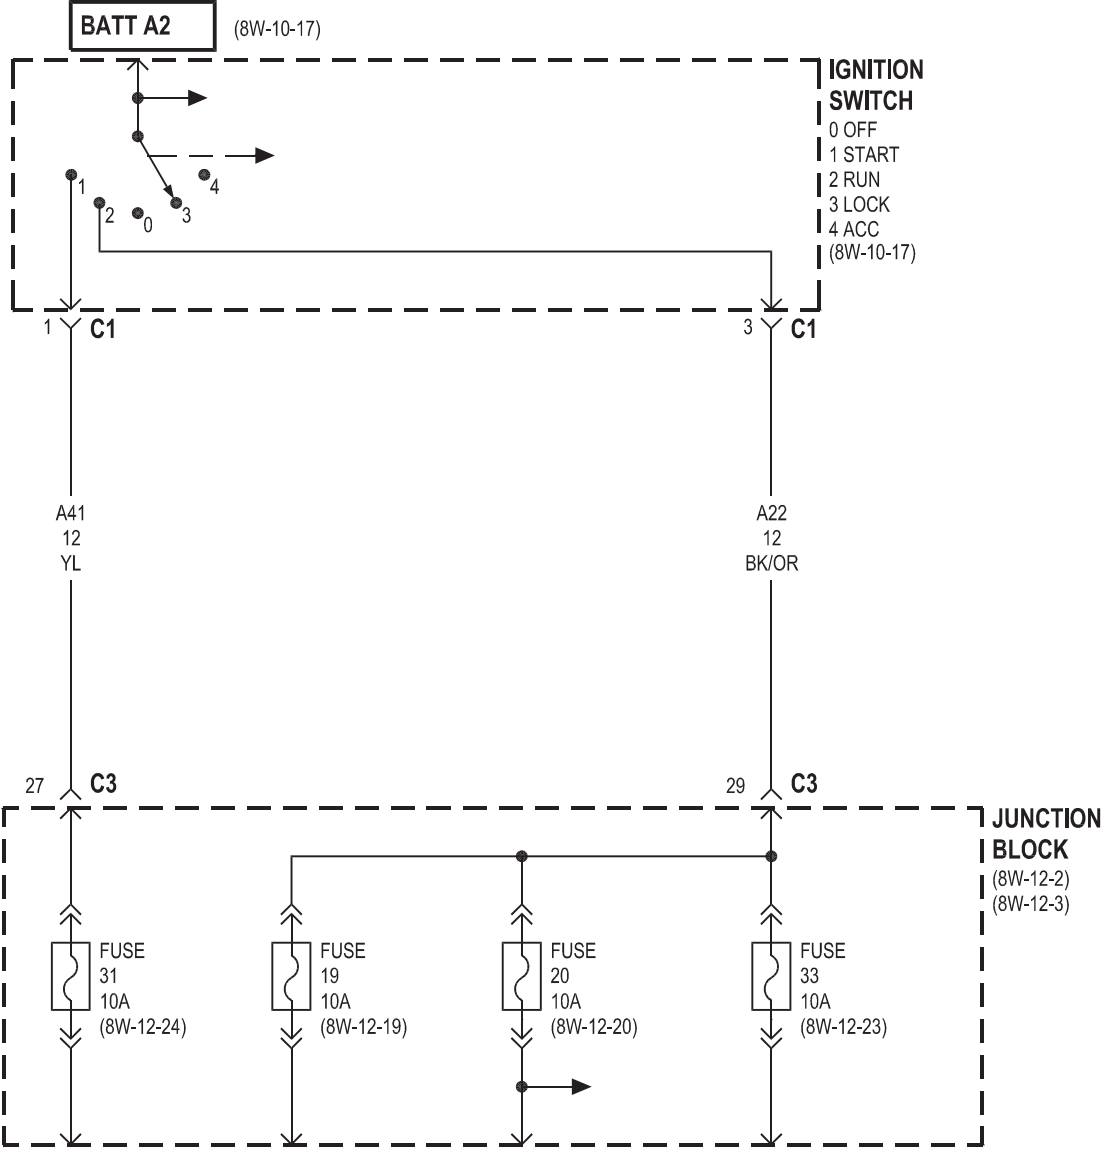 BATT A2
(8W-10-17)
IGNITION
SWITCH
0 OFF
1 START
2 RUN
3 LOCK
4 ACC
(8W-10-17)
1
2
0
3
4
1
C1
3
C1
A41
12
YL
A22
12
BK/OR
27
C3
29
C3
JUNCTION
BLOCK
(8W-12-2)
(8W-12-3)
FUSE
31
10A
(8W-12-24)
FUSE
19
10A
(8W-12-19)
FUSE
20
10A
(8W-12-20)
FUSE
33
10A
(8W-12-23)